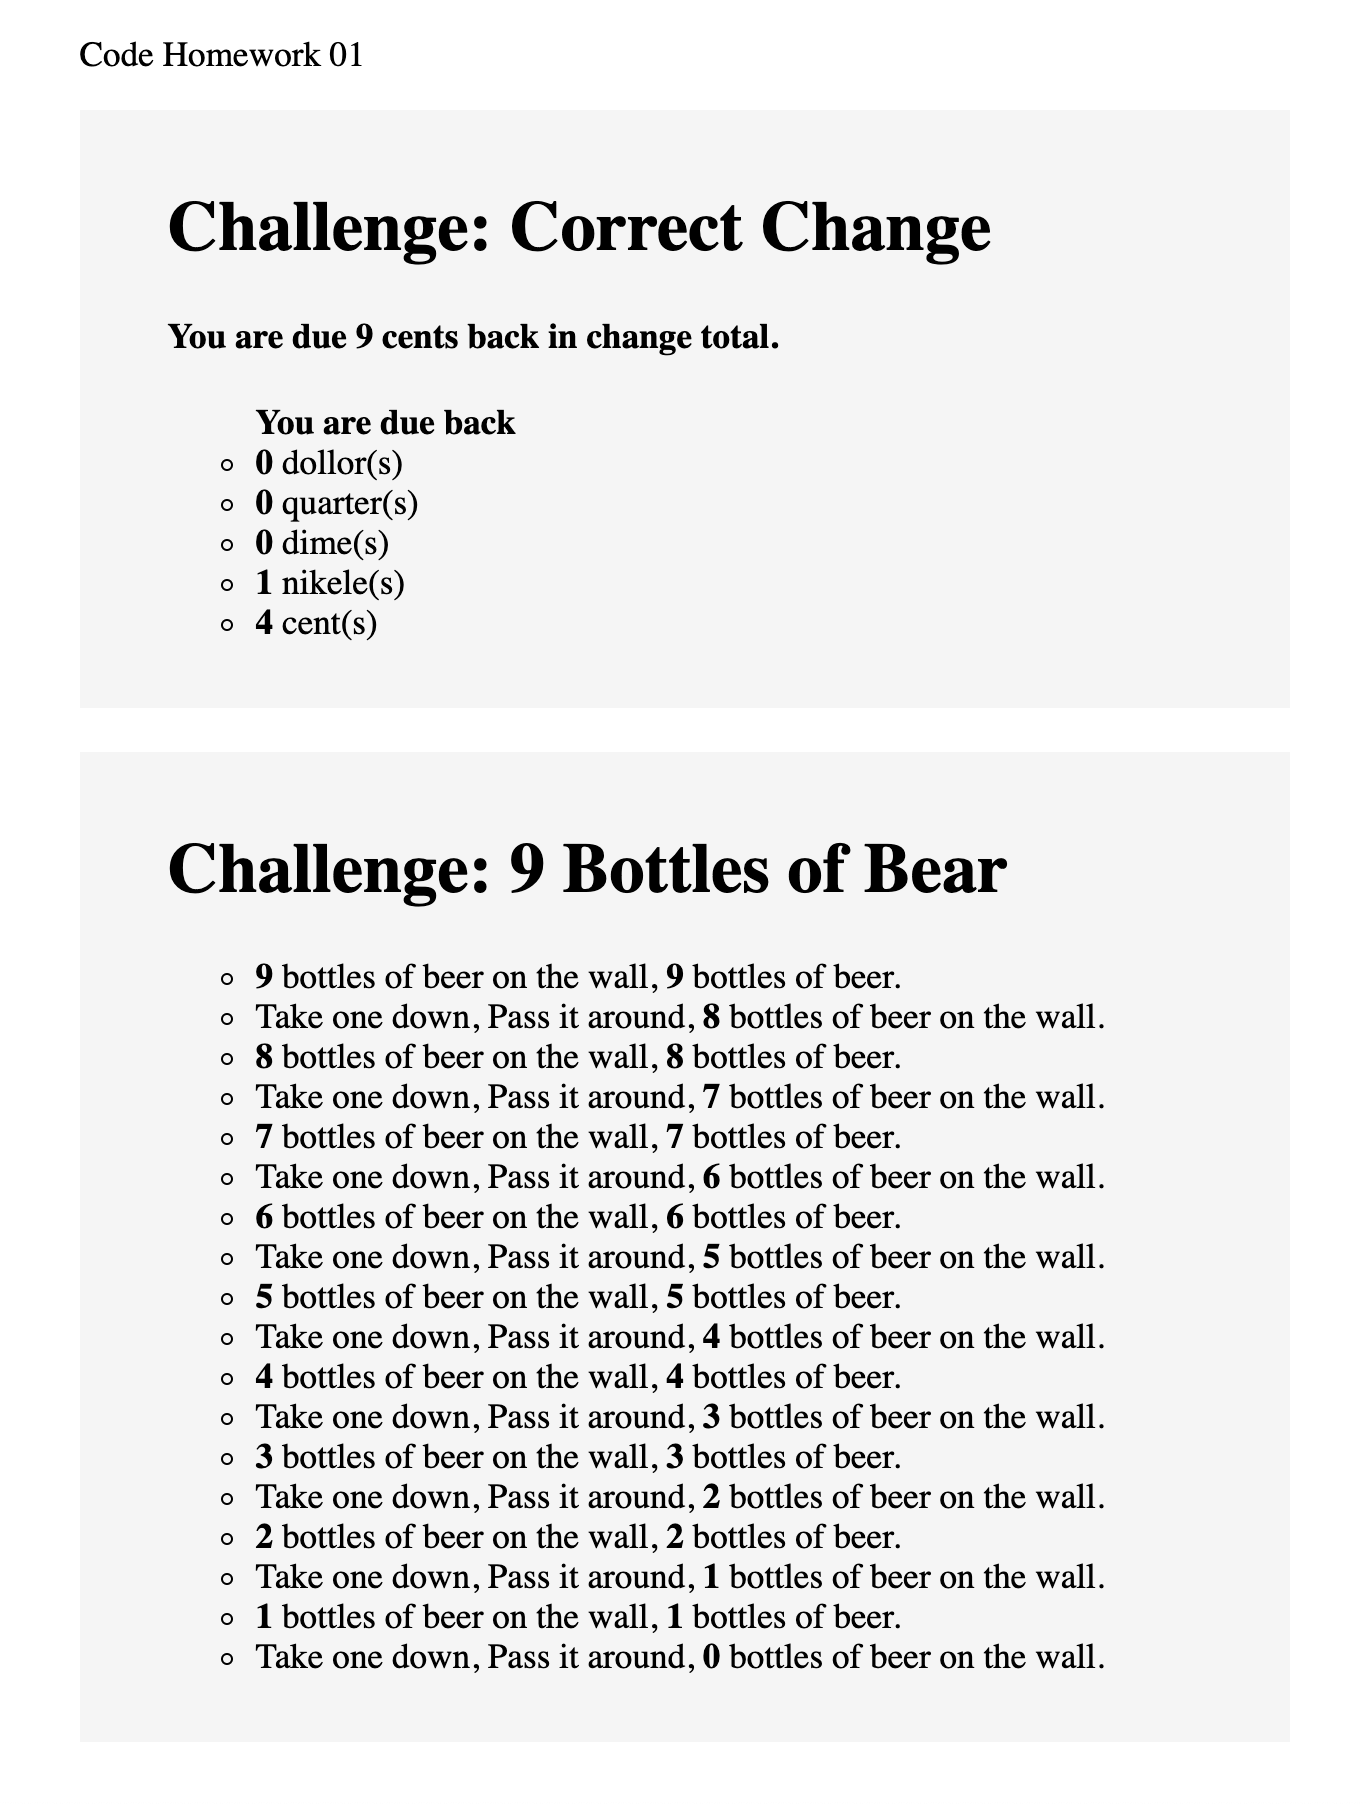 Code Homework 01
Challenge: Correct Change
You are due 9 cents back in change total.
You are due back
0 dollor(s)
0 quarter(s)
0 dime(s)
1 nikele(s)
4 cent(s)
Challenge: 9 Bottles of Bear
9 bottles of beer on the wall, 9 bottles of beer.
Take one down, Pass it around, 8 bottles of beer on the wall.
8 bottles of beer on the wall, 8 bottles of beer.
Take one down, Pass it around, 7 bottles of beer on the wall.
7 bottles of beer on the wall, 7 bottles of beer.
Take one down, Pass it around, 6 bottles of beer on the wall.
6 bottles of beer on the wall, 6 bottles of beer.
Take one down, Pass it around, 5 bottles of beer on the wall.
5 bottles of beer on the wall, 5 bottles of beer.
Take one down, Pass it around, 4 bottles of beer on the wall.
4 bottles of beer on the wall, 4 bottles of beer.
Take one down, Pass it around, 3 bottles of beer on the wall.
3 bottles of beer on the wall, 3 bottles of beer.
Take one down, Pass it around, 2 bottles of beer on the wall.
2 bottles of beer on the wall, 2 bottles of beer.
Take one down, Pass it around, 1 bottles of beer on the wall.
1 bottles of beer on the wall, 1 bottles of beer.
Take one down, Pass it around, 0 bottles of beer on the wall.